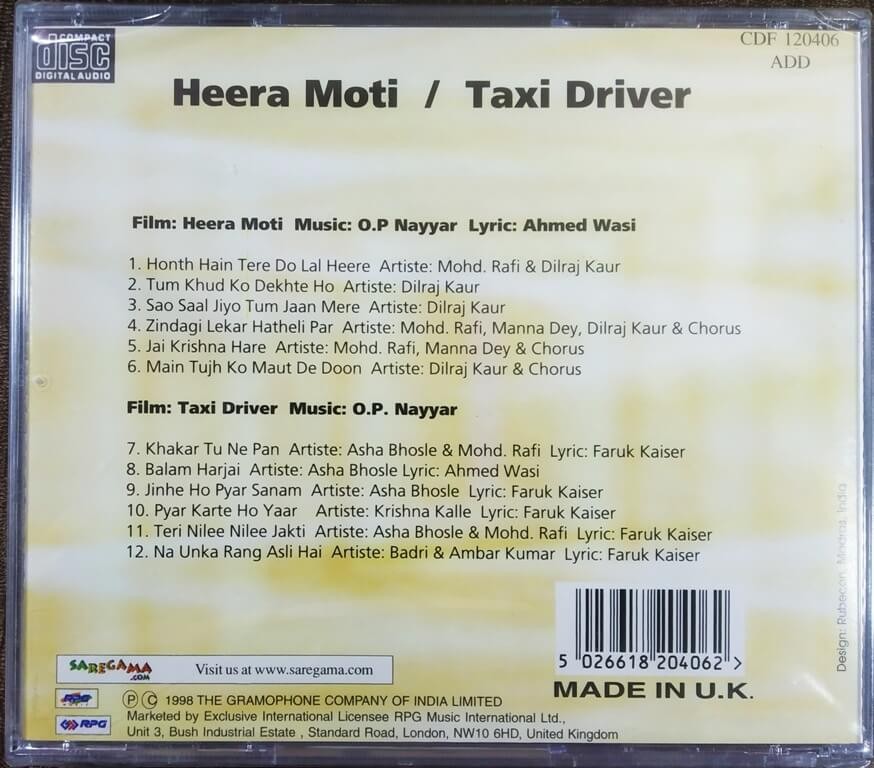 COMPACT
DISC
DIGITAL AUDIO
CDF 120406
ADD
Heera Moti / Taxi Driver
Film: Heera Moti Music: O.P Nayyar Lyric: Ahmed Wasi
1. Honth Hain Tere Do Lal Heere Artiste: Mohd. Rafi & Dilraj Kaur
2. Tum Khud Ko Dekhte Ho Artiste: Dilraj Kaur
3. Sao Saal Jiyo Tum Jaan Mere Artiste: Dilraj Kaur
4. Zindagi Lekar Hatheli Par Artiste: Mohd. Rafi, Manna Dey, Dilraj Kaur & Chorus
5. Jai Krishna Hare Artiste: Mohd. Rafi, Manna Dey & Chorus
6. Main Tujh Ko Maut De Doon Artiste: Dilraj Kaur & Chorus
Film: Taxi Driver Music: O.P. Nayyar
7. Khakar Tu Ne Pan Artiste: Asha Bhosle & Mohd. Rafi Lyric: Faruk Kaiser
8. Balam Harjai Artiste: Asha Bhosle Lyric: Ahmed Wasi
9. Jinhe Ho Pyar Sanam Artiste: Asha Bhosle Lyric: Faruk Kaiser
10. Pyar Karte Ho Yaar Artiste: Krishna Kalle Lyric: Faruk Kaiser
11. Teri Nilee Nilee Jakti Artiste: Asha Bhosle & Mohd. Rafi Lyric: Faruk Kaiser
12. Na Unka Rang Asli Hai Artiste: Badri & Ambar Kumar Lyric: Faruk Kaiser
Design: Rubecon, Madras, India
5 026618 204062 >
MADE IN U.K.
SAREGAMA
.COM
Visit us at www.saregama.com
RPG
MUSIC
RPG
Ⓟ Ⓒ 1998 THE GRAMOPHONE COMPANY OF INDIA LIMITED
Marketed by Exclusive International Licensee RPG Music International Ltd.,
Unit 3, Bush Industrial Estate , Standard Road, London, NW10 6HD, United Kingdom